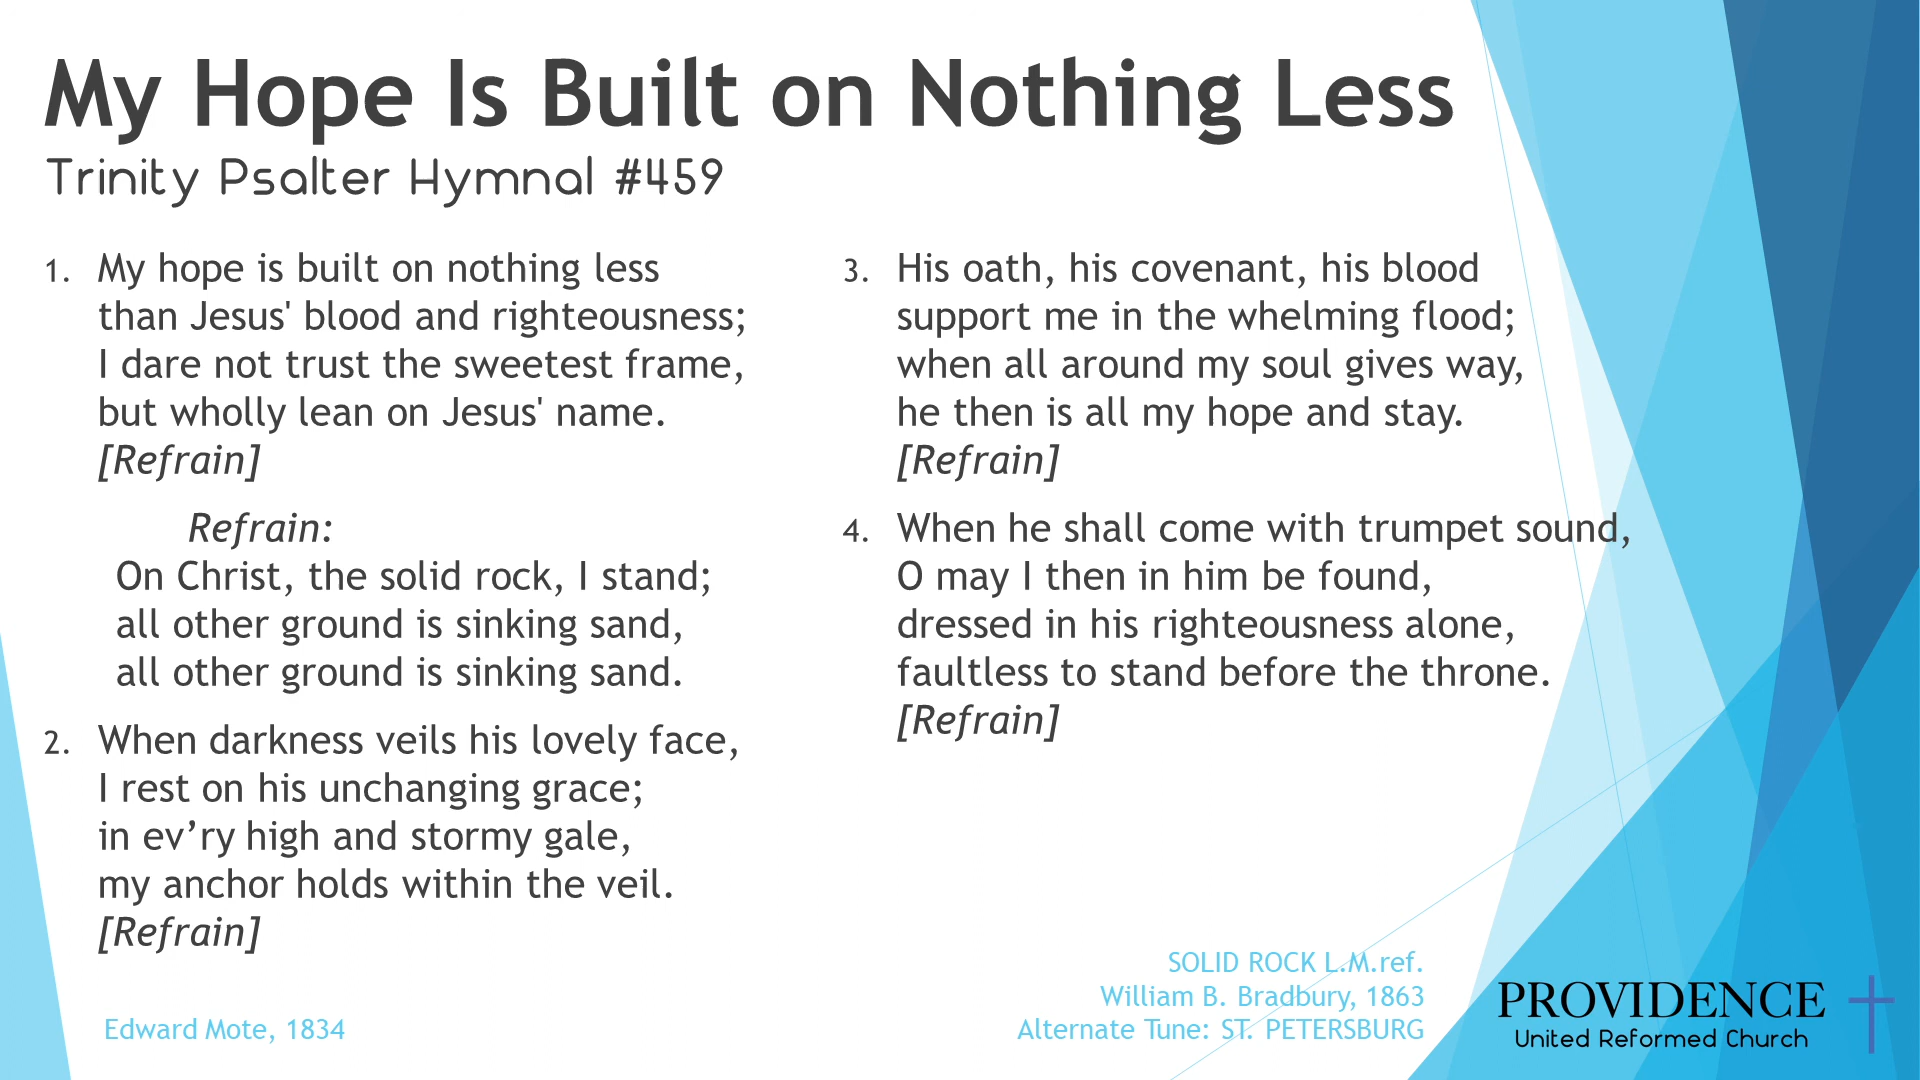 My Hope Is Built on Nothing Less
Trinity Psalter Hymnal #459
1. My hope is built on nothing less
than Jesus' blood and righteousness;
I dare not trust the sweetest frame,
but wholly lean on Jesus' name.
[Refrain]
Refrain:
On Christ, the solid rock, I stand;
all other ground is sinking sand,
all other ground is sinking sand.
2. When darkness veils his lovely face,
I rest on his unchanging grace;
in ev’ry high and stormy gale,
my anchor holds within the veil.
[Refrain]
3. His oath, his covenant, his blood
support me in the whelming flood;
when all around my soul gives way,
he then is all my hope and stay.
[Refrain]
4. When he shall come with trumpet sound,
O may I then in him be found,
dressed in his righteousness alone,
faultless to stand before the throne.
[Refrain]
Edward Mote, 1834
SOLID ROCK L.M.ref.
William B. Bradbury, 1863
Alternate Tune: ST. PETERSBURG
PROVIDENCE
United Reformed Church